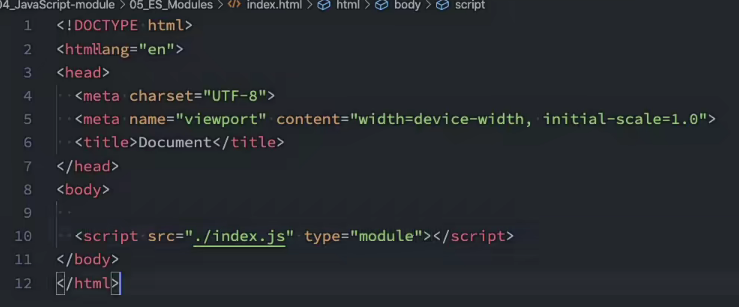 04_JavaScript-module > 05_ES_Modules > index.html > html > body > script
1 <!DOCTYPE html>
2 <html lang="en">
3 <head>
4 <meta charset="UTF-8">
5 <meta name="viewport" content="width=device-width, initial-scale=1.0">
6 <title>Document</title>
7 </head>
8 <body>
9
10 <script src="./index.js" type="module"></script>
11 </body>
12 </html>